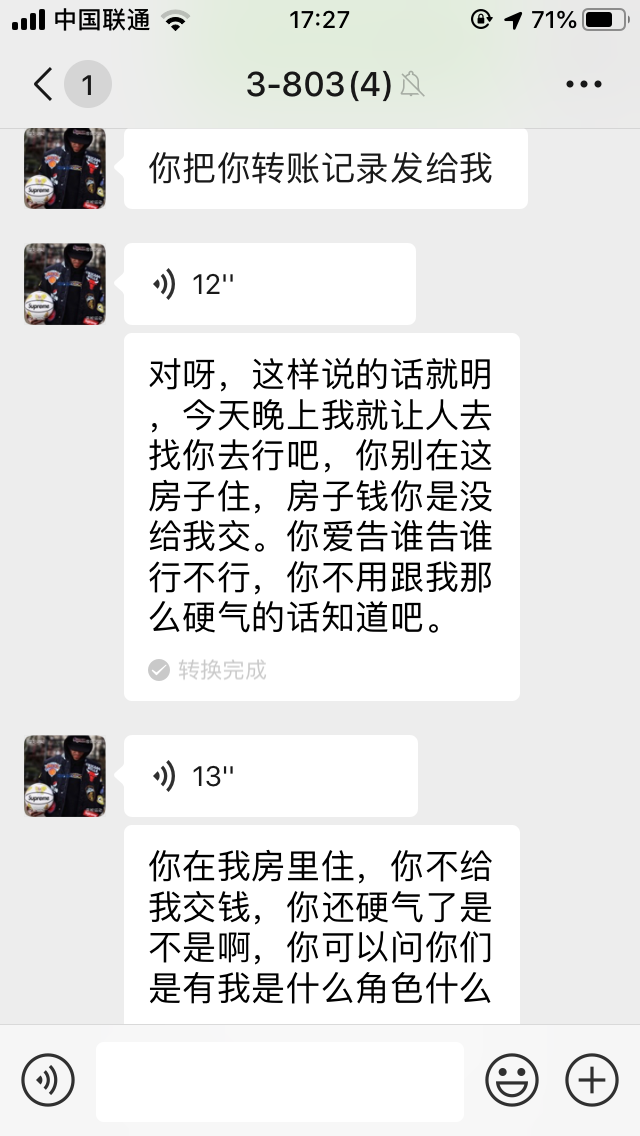 中国联通
17:27
71%
1
3-803(4)
你把你转账记录发给我
12''
对呀，这样说的话就明
，今天晚上我就让人去
找你去行吧，你别在这
房子住，房子钱你是没
给我交。你爱告谁告谁
行不行，你不用跟我那
么硬气的话知道吧。
转换完成
13''
你在我房里住，你不给
我交钱，你还硬气了是
不是啊，你可以问你们
是有我是什么角色什么